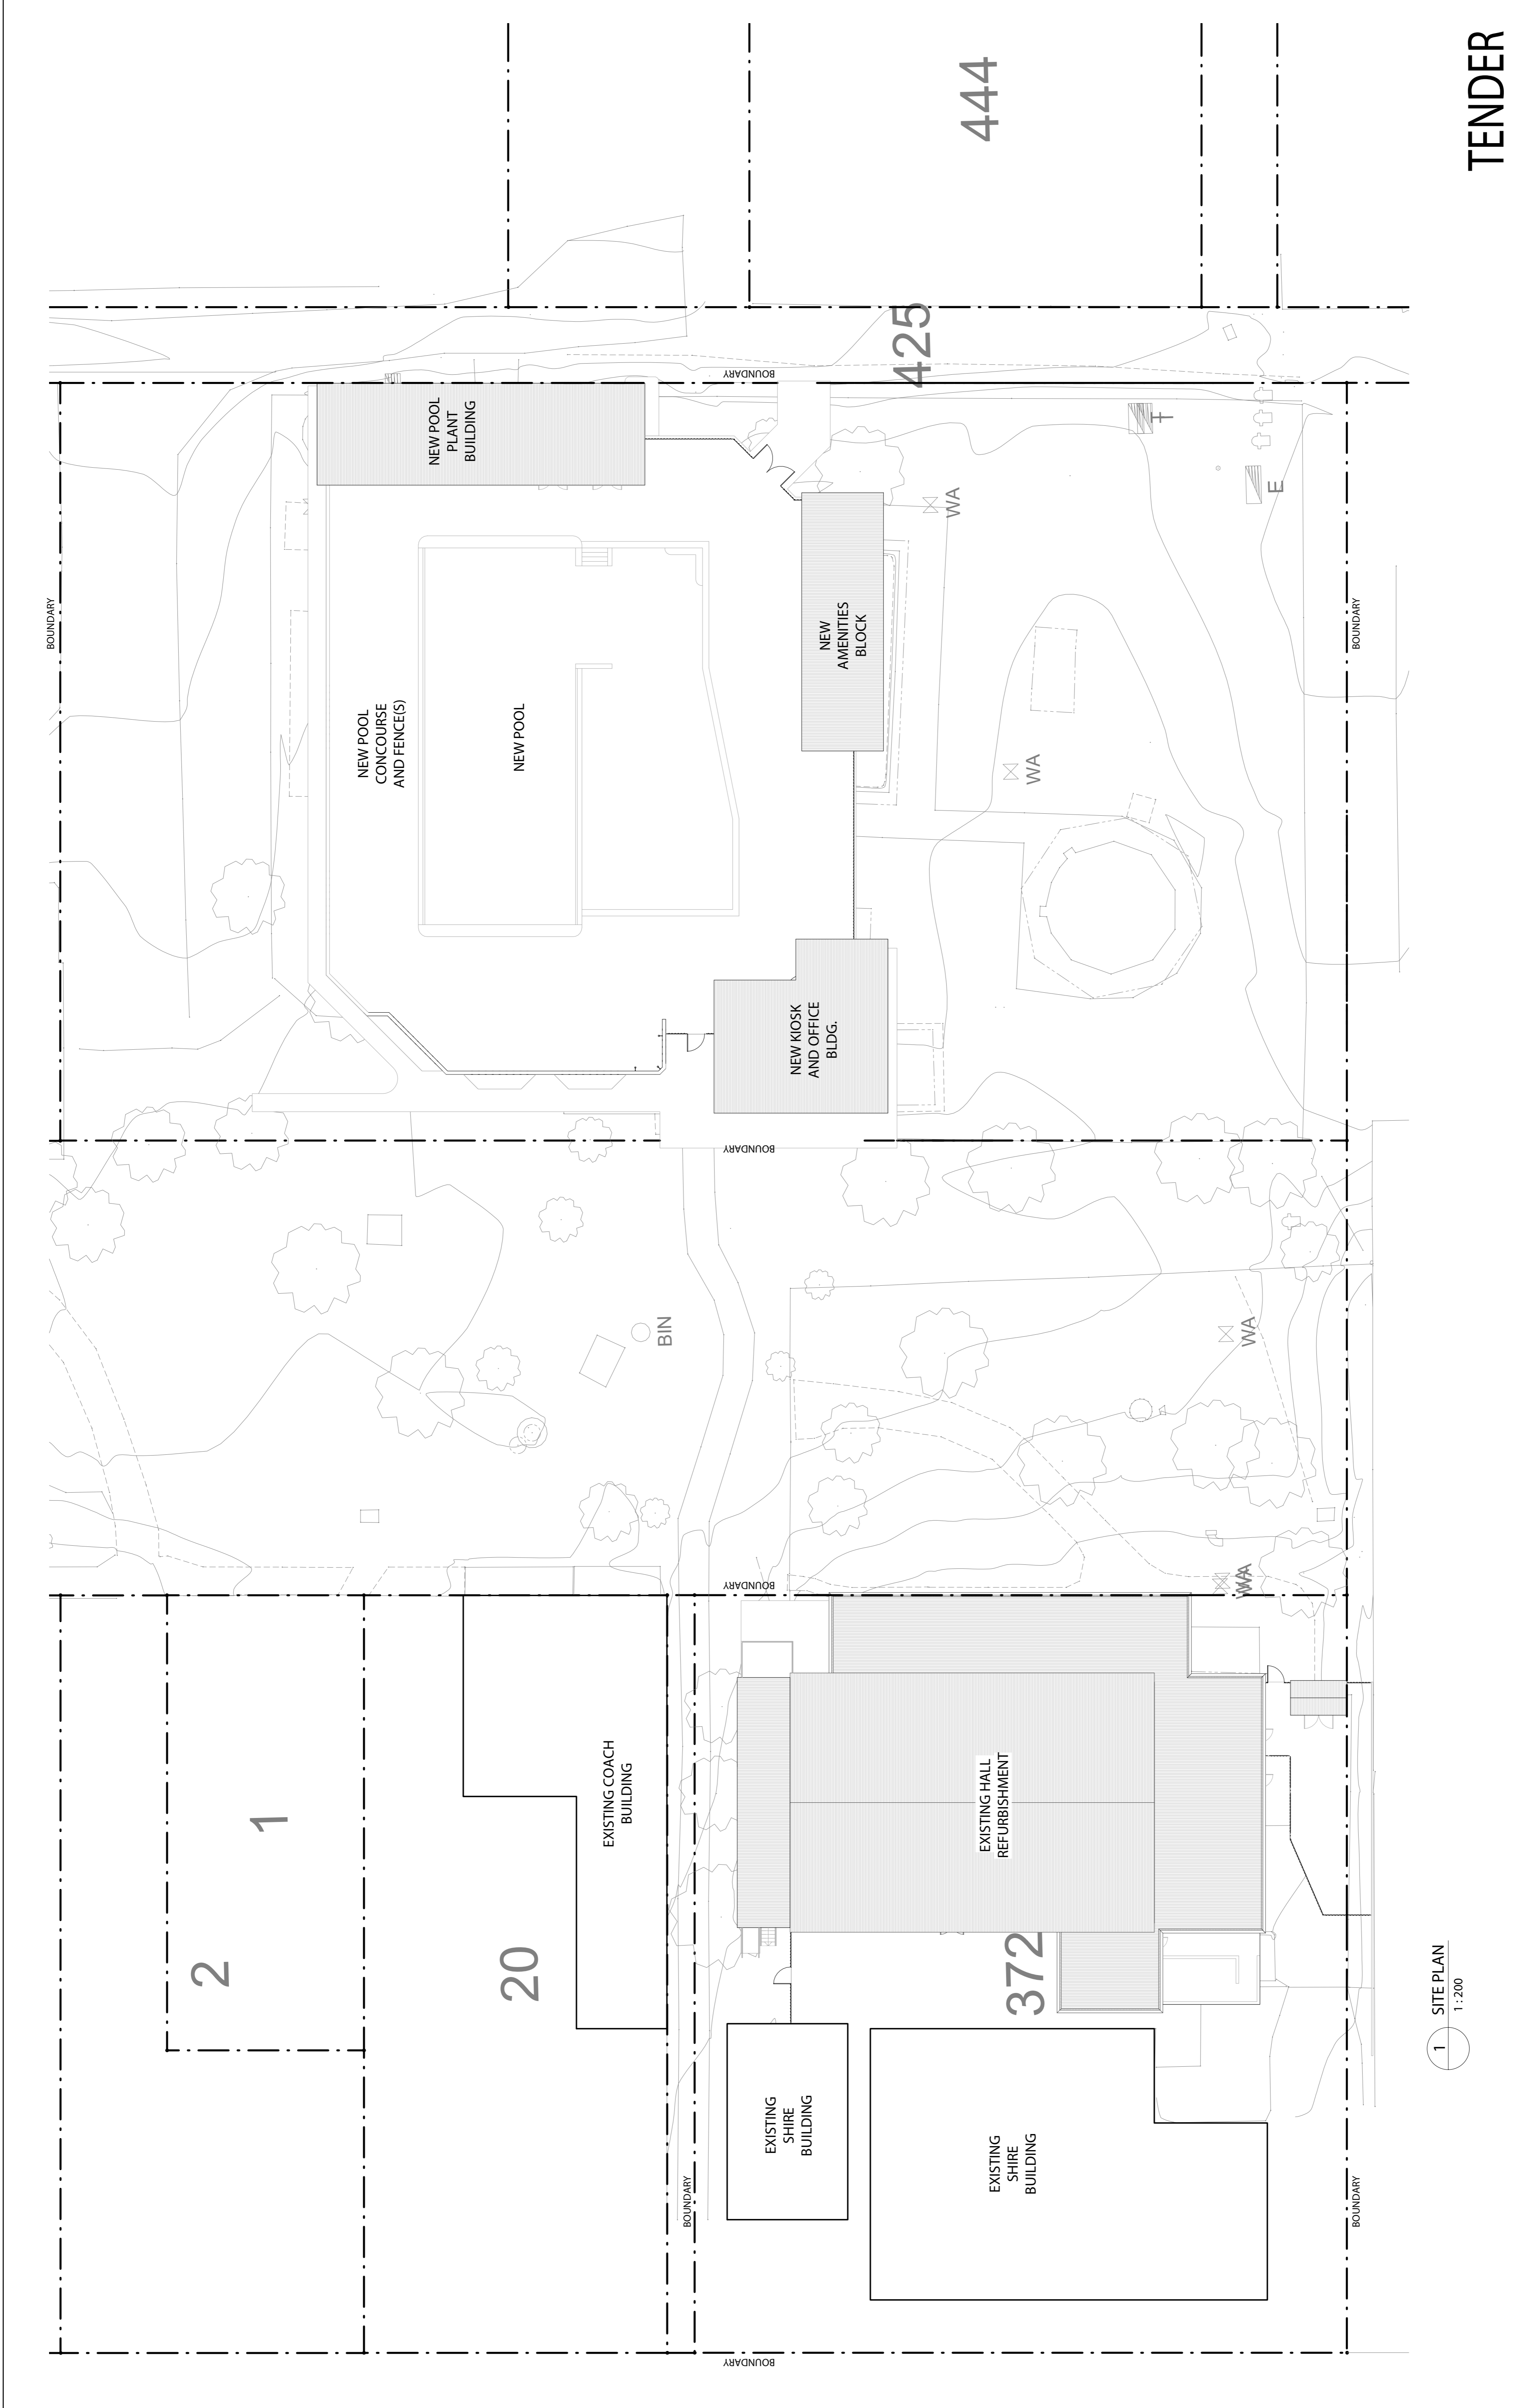 BOUNDARY
2
1
NEW POOL
CONCOURSE
AND FENCE(S)
NEW POOL
PLANT
BUILDING
20
NEW POOL
EXISTING COACH
BUILDING
BIN
BOUNDARY
BOUNDARY
BOUNDARY
BOUNDARY
BOUNDARY
EXISTING
SHIRE
BUILDING
NEW KIOSK
AND OFFICE
BLDG.
NEW
AMENITIES
BLOCK
425
444
WA
EXISTING
SHIRE
BUILDING
372
EXISTING HALL
REFURBISHMENT
WA
T
WA
WA
WA
E
BOUNDARY
BOUNDARY
1
SITE PLAN
1 : 200
TENDER